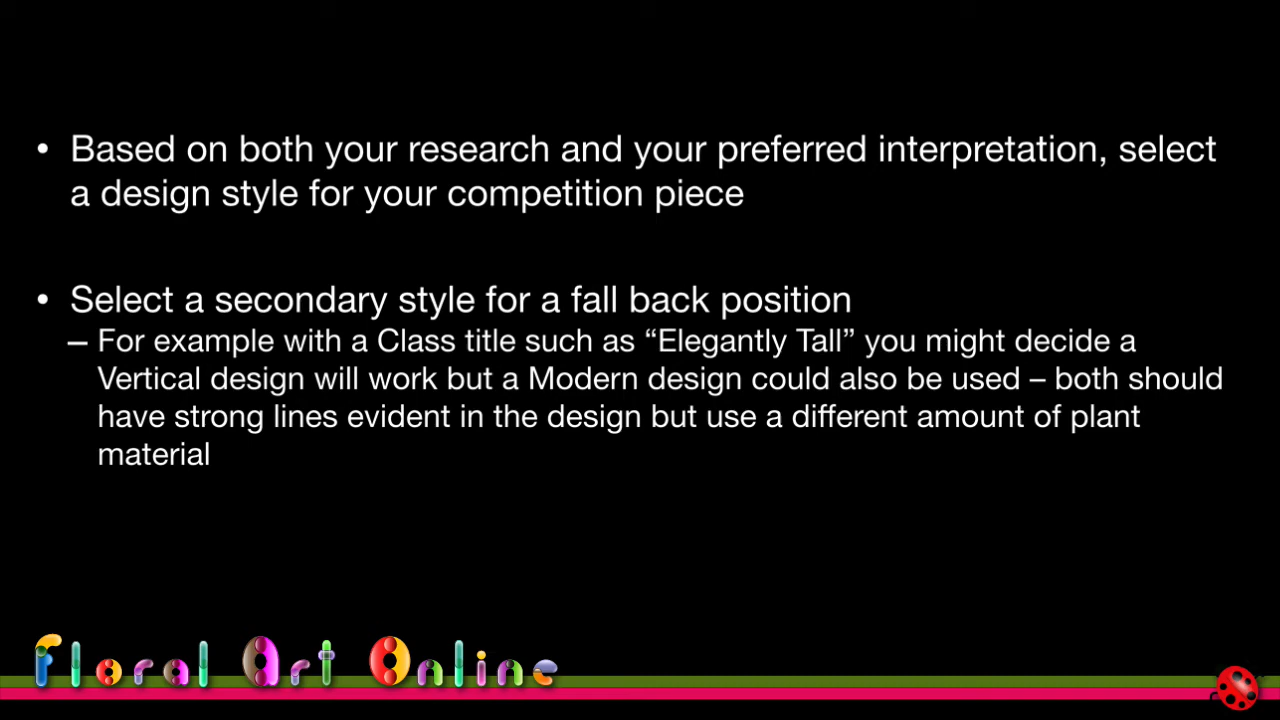 • Based on both your research and your preferred interpretation, select
a design style for your competition piece
• Select a secondary style for a fall back position
– For example with a Class title such as “Elegantly Tall” you might decide a
Vertical design will work but a Modern design could also be used – both should
have strong lines evident in the design but use a different amount of plant
material
Floral Art Online